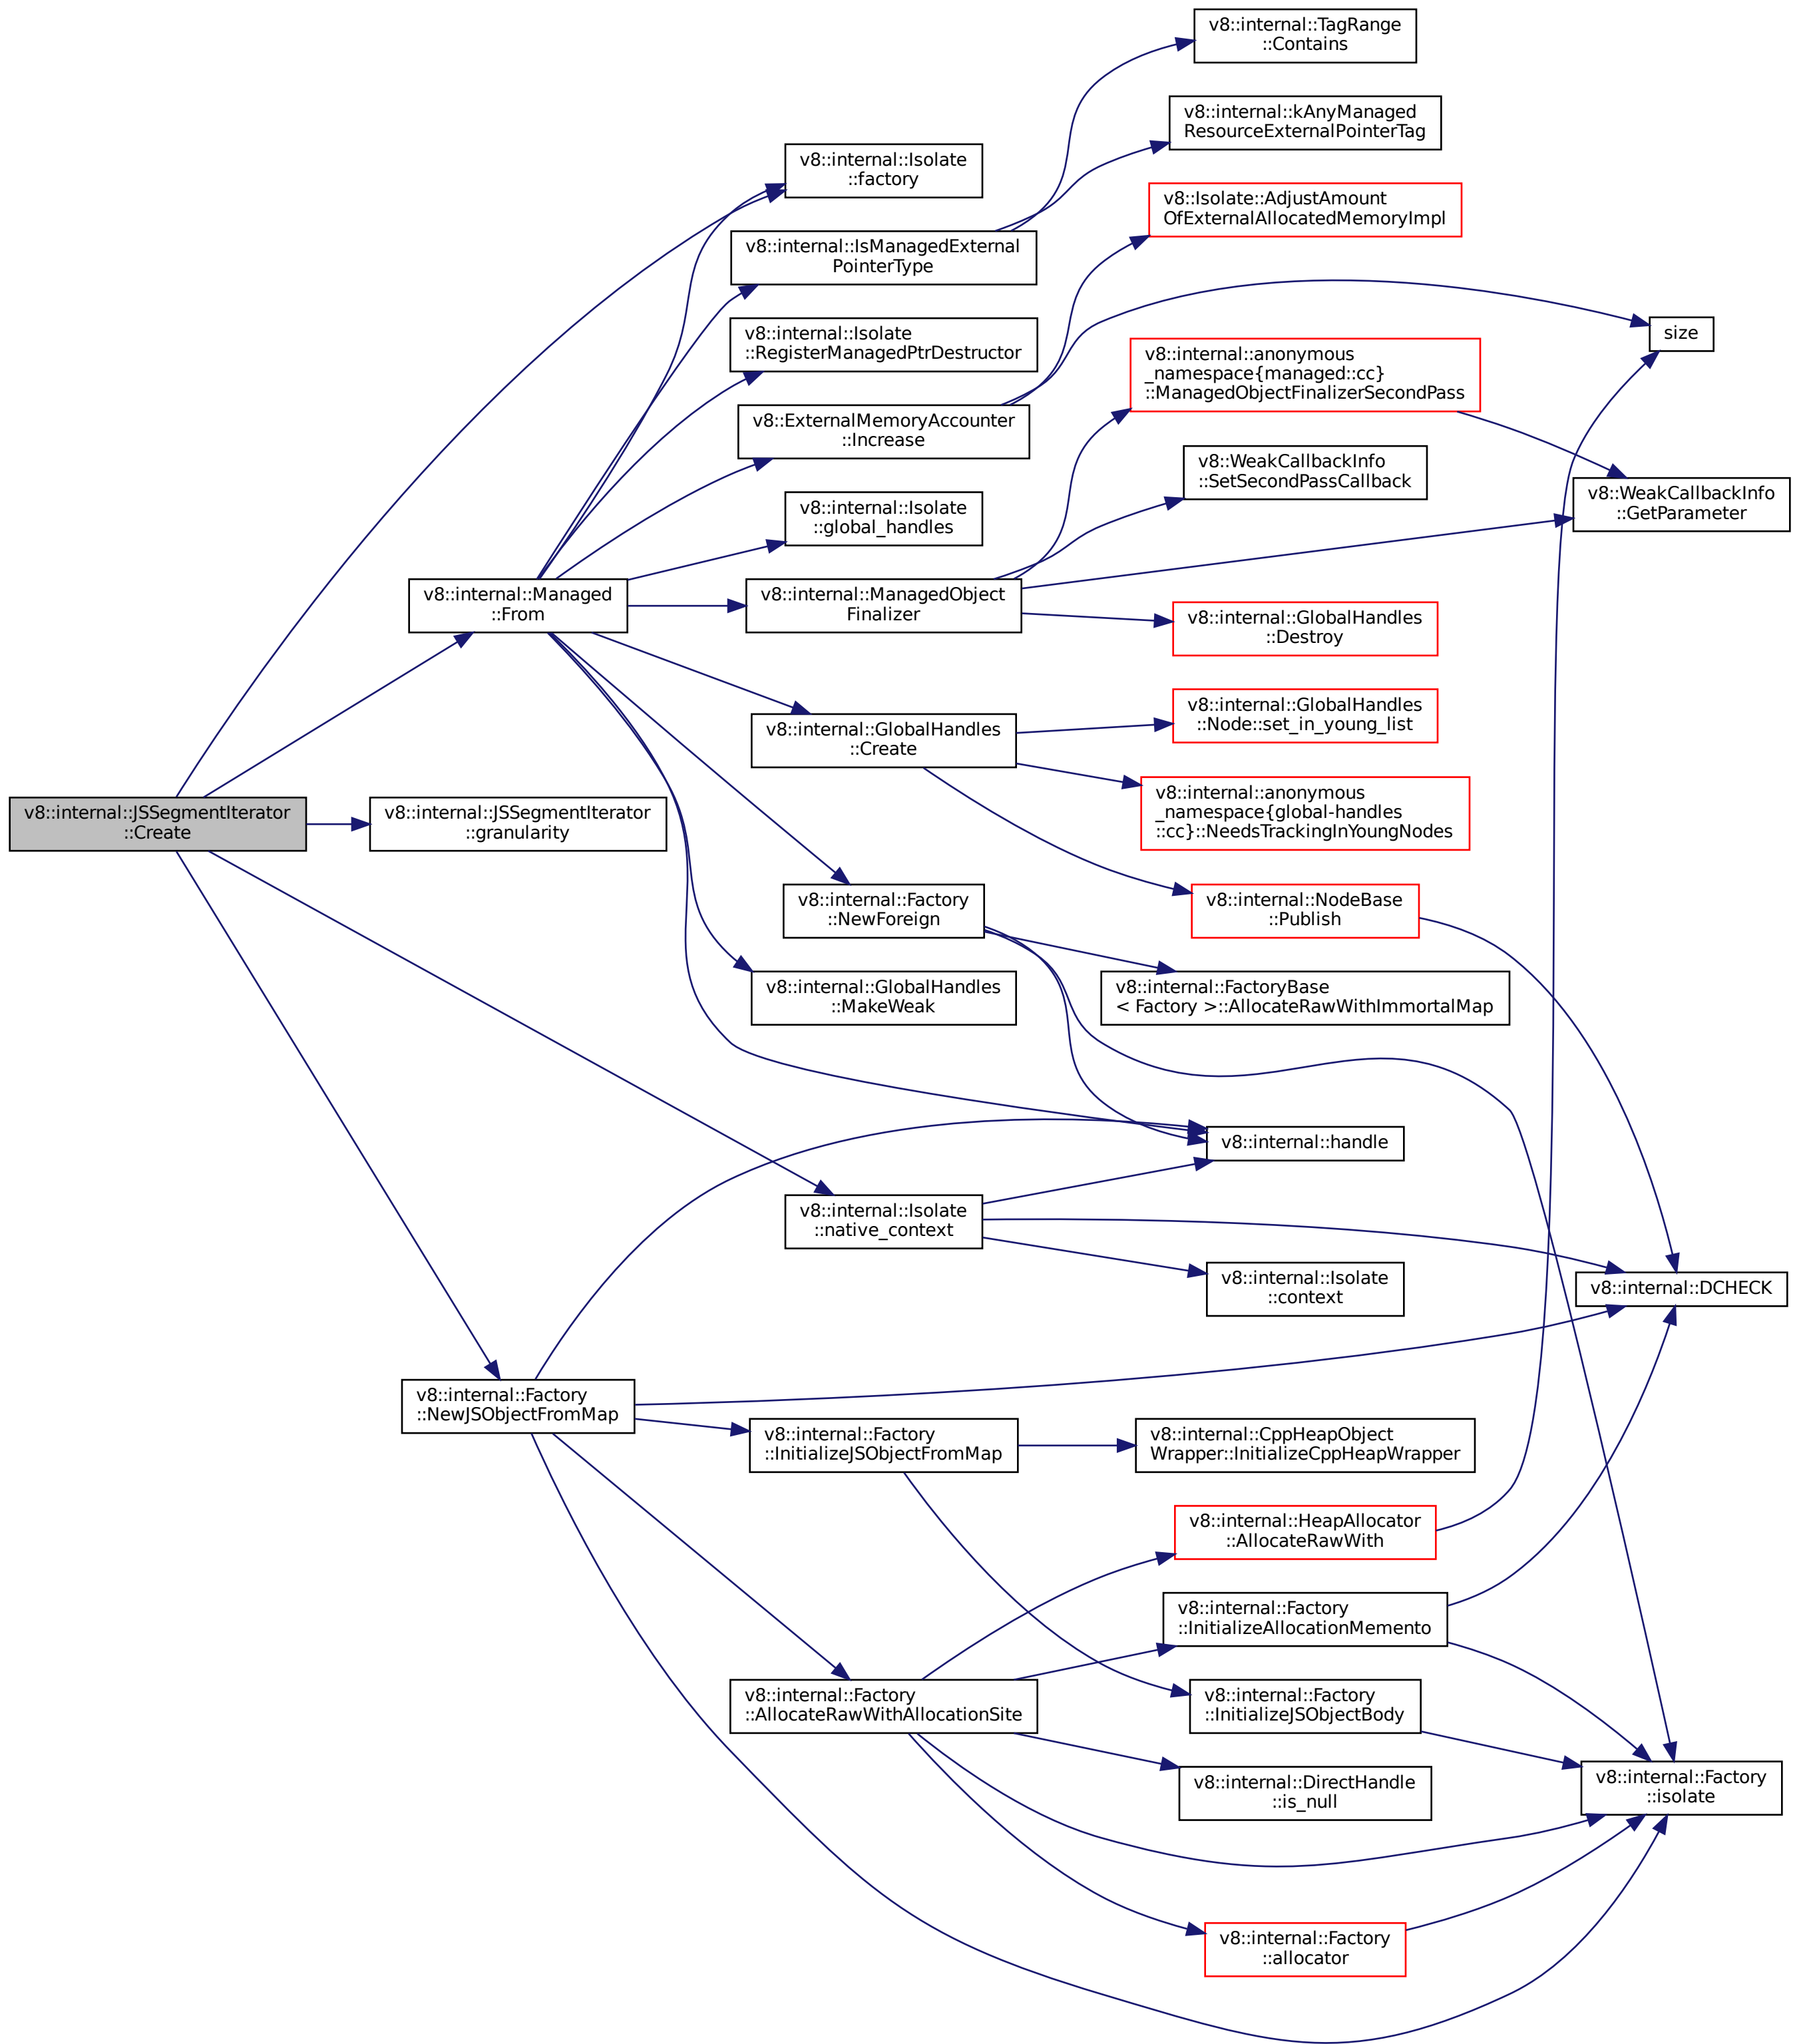 v8::internal::TagRange
::Contains
v8::internal::kAnyManaged
ResourceExternalPointerTag
v8::internal::Isolate
::factory
v8::Isolate::AdjustAmount
OfExternalAllocatedMemoryImpl
v8::internal::IsManagedExternal
PointerType
v8::internal::Isolate
::RegisterManagedPtrDestructor
size
v8::internal::anonymous
_namespace{managed::cc}
::ManagedObjectFinalizerSecondPass
v8::ExternalMemoryAccounter
::Increase
v8::WeakCallbackInfo
::SetSecondPassCallback
v8::WeakCallbackInfo
::GetParameter
v8::internal::Isolate
::global_handles
v8::internal::Managed
::From
v8::internal::ManagedObject
Finalizer
v8::internal::GlobalHandles
::Destroy
v8::internal::GlobalHandles
::Node::set_in_young_list
v8::internal::GlobalHandles
::Create
v8::internal::anonymous
_namespace{global-handles
::cc}::NeedsTrackingInYoungNodes
v8::internal::JSSegmentIterator
::Create
v8::internal::JSSegmentIterator
::granularity
v8::internal::Factory
::NewForeign
v8::internal::NodeBase
::Publish
v8::internal::GlobalHandles
::MakeWeak
v8::internal::FactoryBase
< Factory >::AllocateRawWithImmortalMap
v8::internal::handle
v8::internal::Isolate
::native_context
v8::internal::Isolate
::context
v8::internal::DCHECK
v8::internal::Factory
::NewJSObjectFromMap
v8::internal::Factory
::InitializeJSObjectFromMap
v8::internal::CppHeapObject
Wrapper::InitializeCppHeapWrapper
v8::internal::HeapAllocator
::AllocateRawWith
v8::internal::Factory
::InitializeAllocationMemento
v8::internal::Factory
::AllocateRawWithAllocationSite
v8::internal::Factory
::InitializeJSObjectBody
v8::internal::DirectHandle
::is_null
v8::internal::Factory
::isolate
v8::internal::Factory
::allocator